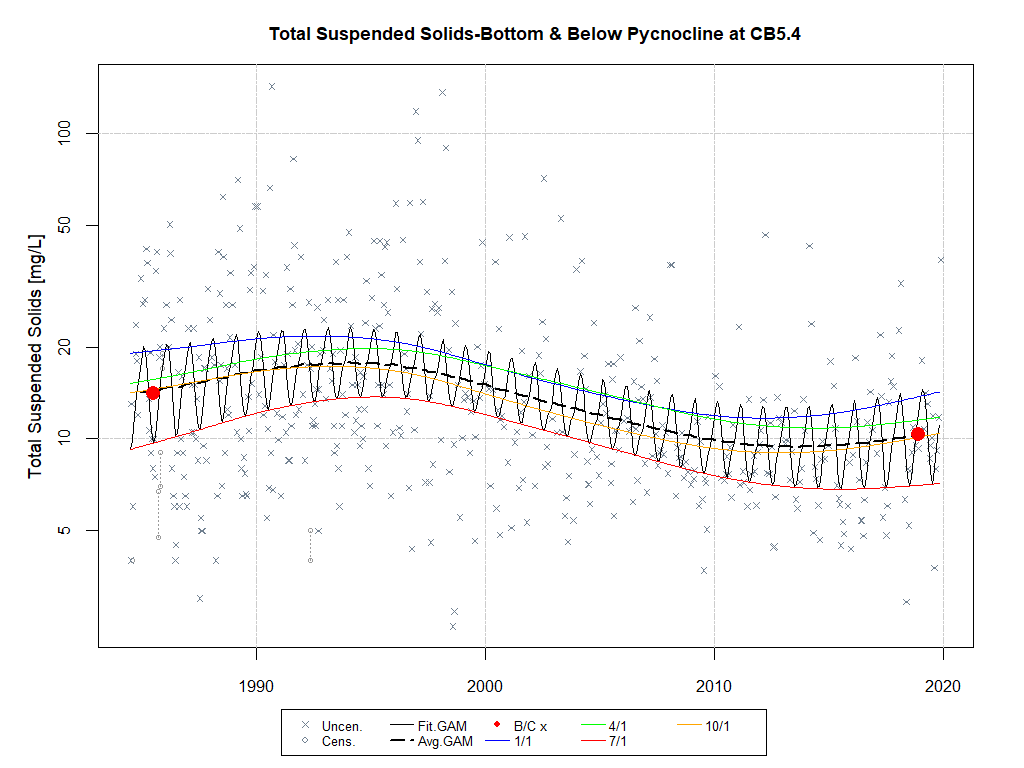 Total Suspended Solids-Bottom & Below Pycnocline at CB5.4
Total Suspended Solids [mg/L]
100
50
20
10
5
1990 2000 2010 2020
Uncen. Fit.GAM B/C x 4/1 10/1
Cens. Avg.GAM 1/1 7/1